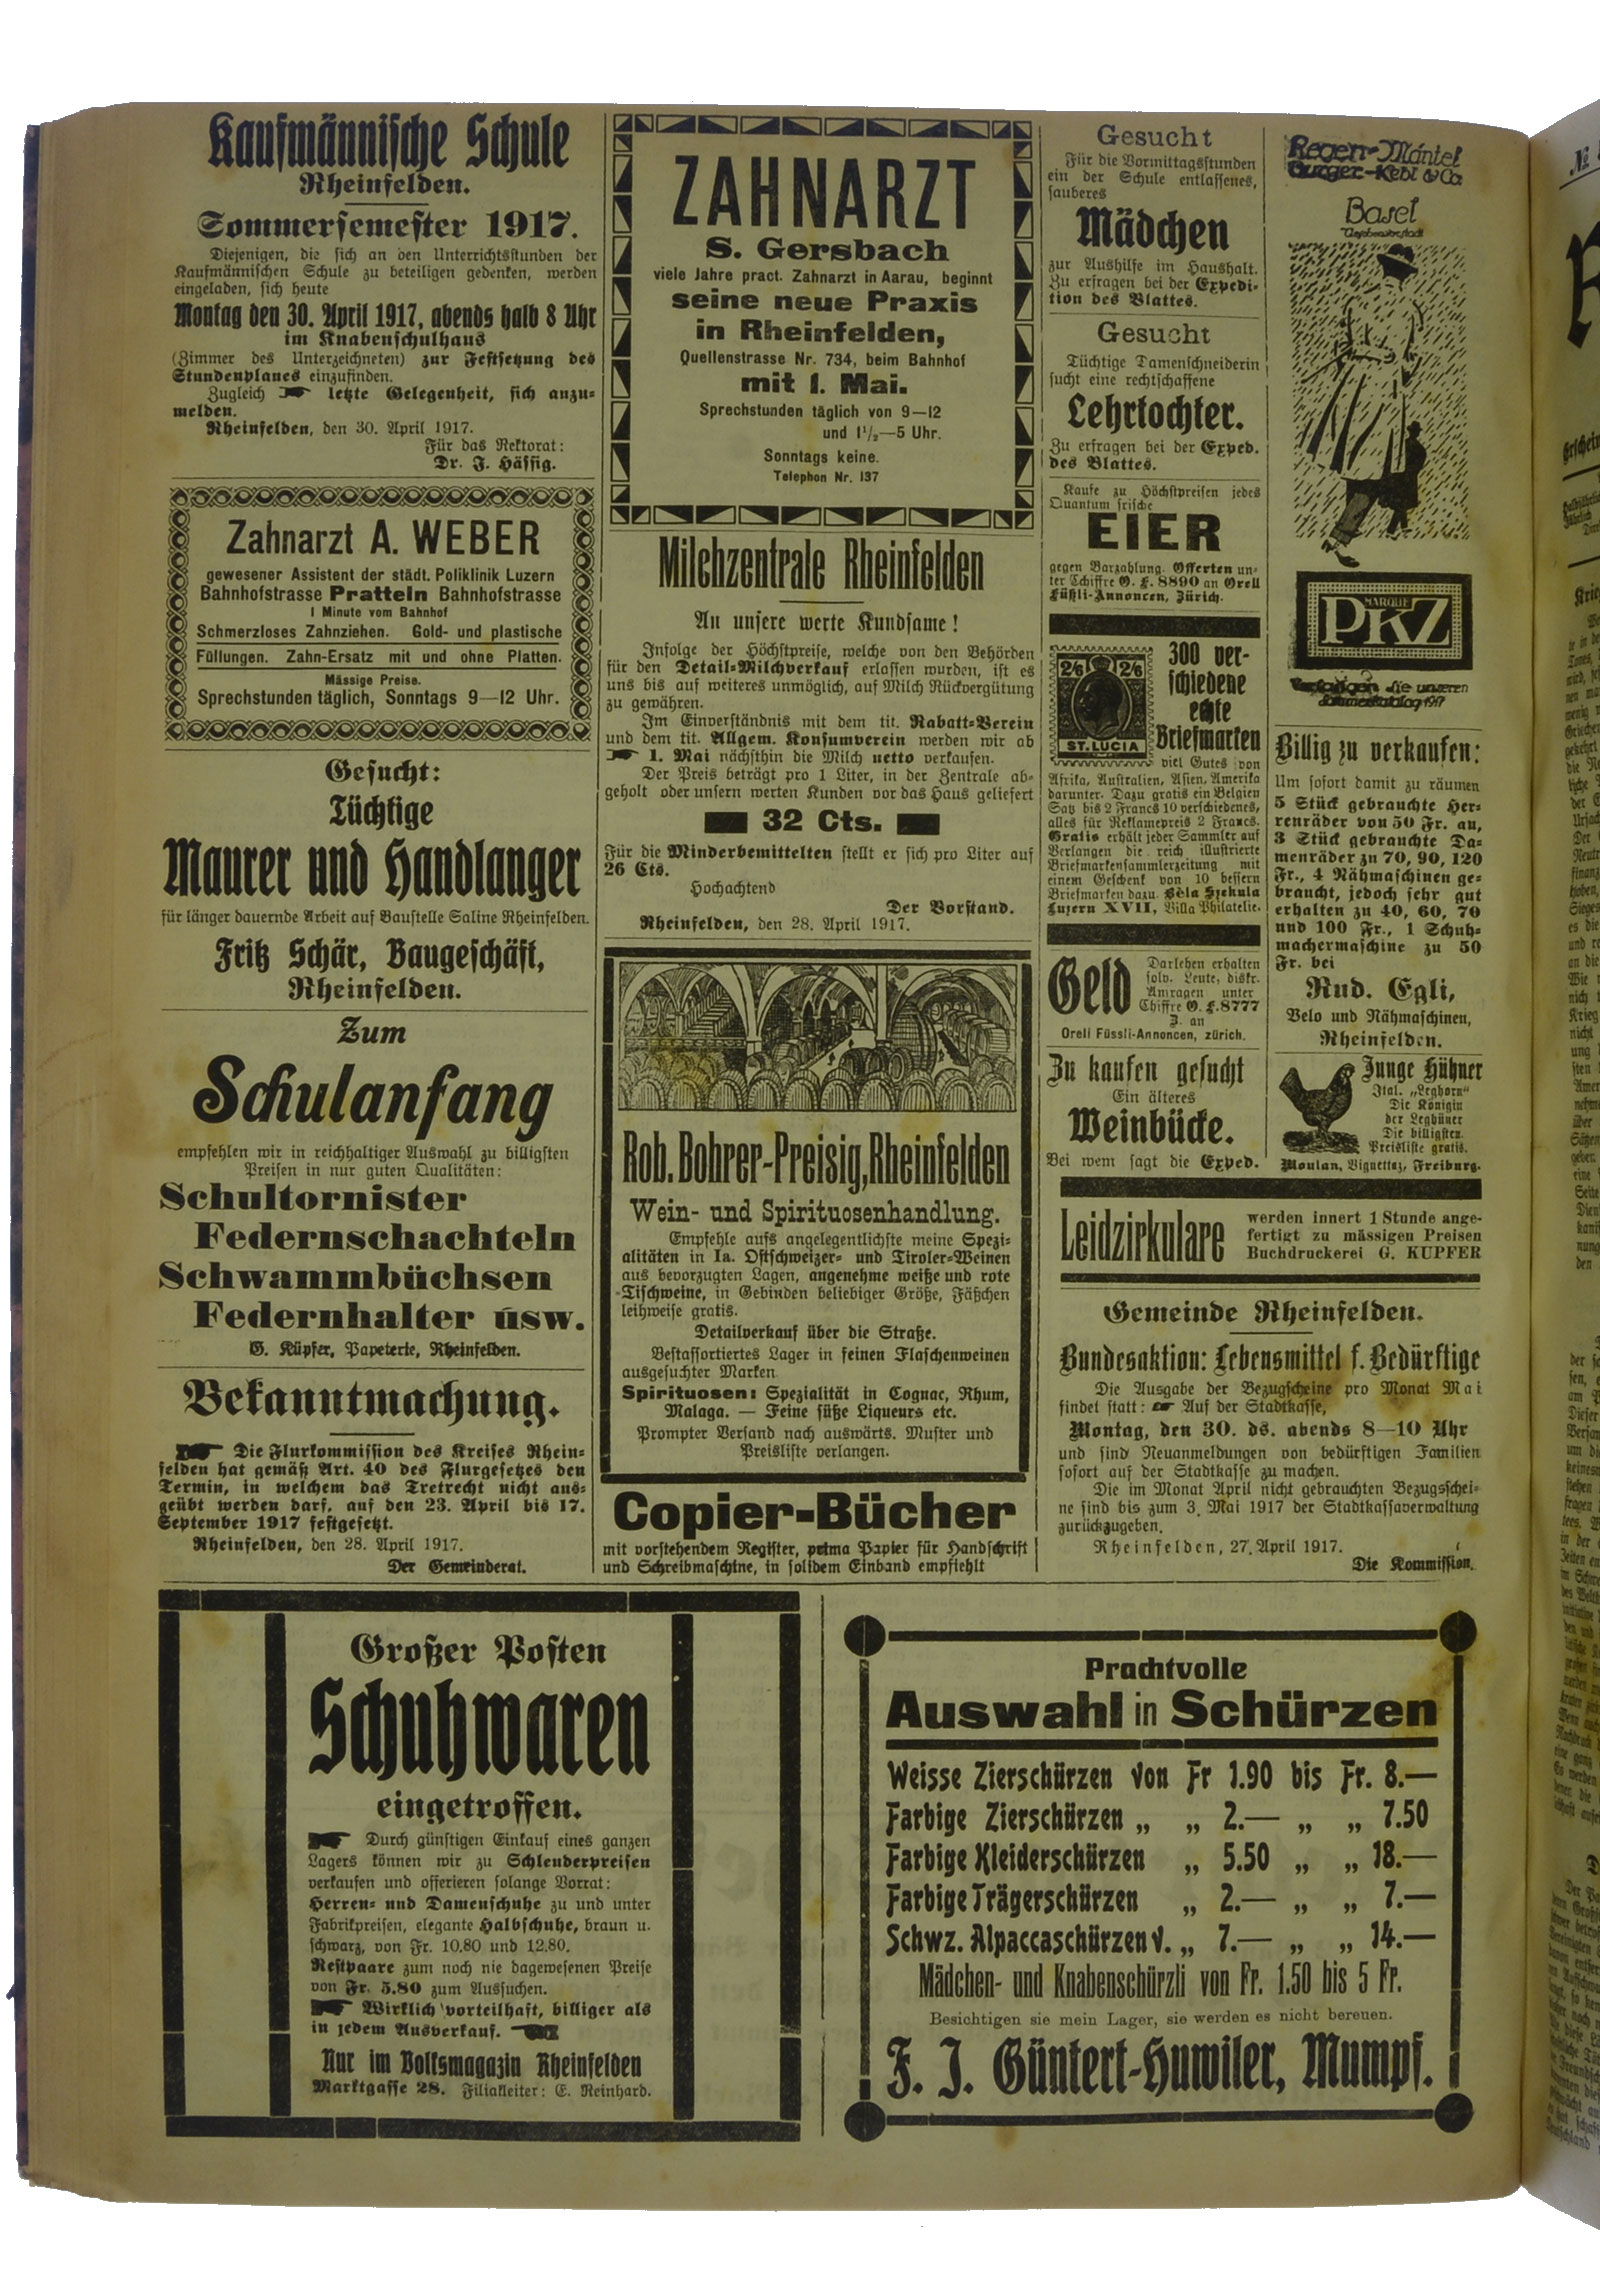 Kaufmännische Schule
Rheinfelden.
Sommersemester 1917.
Diejenigen, die sich an den Unterrichtsstunden der
Kaufmännischen Schule zu beteiligen gedenken, werden
eingeladen, sich heute
Montag den 30. April 1917, abends halb 8 Uhr
im Knabenschulhaus
(Zimmer des Unterzeichneten) zur Festsetzung des
Stundenplanes einzufinden.
Zugleich letzte Gelegenheit, sich anzu-
melden.
Rheinfelden, den 30. April 1917.
Für das Rektorat:
Dr. J. Hässig.
Zahnarzt A. WEBER
gewesener Assistent der städt. Poliklinik Luzern
Bahnhofstrasse Pratteln Bahnhofstrasse
1 Minute vom Bahnhof
Schmerzloses Zahnziehen. Gold- und plastische
Füllungen. Zahn-Ersatz mit und ohne Platten.
Mässige Preise.
Sprechstunden täglich, Sonntags 9—12 Uhr.
Gesucht:
Tüchtige
Maurer und Handlanger
für länger dauernde Arbeit auf Baustelle Saline Rheinfelden.
Fritz Schär, Baugeschäft,
Rheinfelden.
Zum
Schulanfang
empfehlen wir in reichhaltiger Auswahl zu billigsten
Preisen in nur guten Qualitäten:
Schultornister
Federnschachteln
Schwammbüchsen
Federnhalter usw.
G. Küpfer, Papeterie, Rheinfelden.
Bekanntmachung.
Die Flurkommission des Kreises Rhein-
felden hat gemäß Art. 40 des Flurgesetzes den
Termin, in welchem das Tretrecht nicht aus-
geübt werden darf, auf den 23. April bis 17.
September 1917 festgesetzt.
Rheinfelden, den 28. April 1917.
Der Gemeinderat.
ZAHNARZT
S. Gersbach
viele Jahre pract. Zahnarzt in Aarau, beginnt
seine neue Praxis
in Rheinfelden,
Quellenstrasse Nr. 734, beim Bahnhof
mit 1. Mai.
Sprechstunden täglich von 9—12
und 1½—5 Uhr.
Sonntags keine.
Telephon Nr. 137
Milchzentrale Rheinfelden
An unsere werte Kundsame!
Infolge der Höchstpreise, welche von den Behörden
für den Detail-Milchverkauf erlassen wurden, ist es
uns bis auf weiteres unmöglich, auf Milch Rückvergütung
zu gewähren.
Im Einverständnis mit dem tit. Rabatt-Verein
und dem tit. Allgem. Konsumverein werden wir ab
1. Mai nächsthin die Milch netto verkaufen.
Der Preis beträgt pro 1 Liter, in der Zentrale ab-
geholt oder unsern werten Kunden vor das Haus geliefert
32 Cts.
Für die Minderbemittelten stellt er sich pro Liter auf
26 Cts.
Hochachtend
Der Vorstand.
Rheinfelden, den 28. April 1917.
Rob. Bohrer-Preisig, Rheinfelden
Wein- und Spirituosenhandlung.
Empfehle aufs angelegentlichste meine Spezi-
alitäten in Ia. Ostschweizer- und Tiroler-Weinen
aus bevorzugten Lagen, angenehme weiße und rote
Tischweine, in Gebinden beliebiger Größe, Fäßchen
leihweise gratis.
Detailverkauf über die Straße.
Bestassortiertes Lager in feinen Flaschenweinen
ausgesuchter Marken
Spirituosen: Spezialität in Cognac, Rhum,
Malaga. — Feine süße Liqueurs etc.
Prompter Versand nach auswärts. Muster und
Preisliste verlangen.
Copier-Bücher
mit vorstehendem Register, prima Papier für Handschrift
und Schreibmaschine, in solidem Einband empfiehlt
Gesucht
Für die Vormittagsstunden
ein der Schule entlassenes,
sauberes
Mädchen
zur Aushilfe im Haushalt.
Zu erfragen bei der Expedi-
tion des Blattes.
Gesucht
Tüchtige Damenschneiderin
sucht eine rechtschaffene
Lehrtochter.
Zu erfragen bei der Exped.
des Blattes.
Kaufe zu Höchstpreisen jedes
Quantum frische
EIER
gegen Barzahlung. Offerten un-
ter Chiffre O. F. 8890 an Orell
Füßli-Annoncen, Zürich.
2/6 2/6
ST. LUCIA
300 ver-
schiedene
echte
Briefmarken
viel Gutes von
Afrika, Australien, Asien, Amerika
darunter. Dazu gratis ein Belgien
Satz bis 2 Francs 10 verschiedenes,
alles für Reklamepreis 2 Francs.
Gratis erhält jeder Sammler auf
Verlangen die reich illustrierte
Briefmarkensammlerzeitung mit
einem Geschenk von 10 bessern
Briefmarken dazu. Béla Szekula
Luzern XVII, Villa Philatelie.
Geld
Darlehen erhalten
solv. Leute, diskr.
Anfragen unter
Chiffre O. F. 8777
Z. an
Orell Füssli-Annoncen, zürich.
Zu kaufen gesucht
Ein älteres
Weinbücke.
Bei wem sagt die Exped.
Regen-Mäntel
Burger-Kehl & Co.
Basel
MARQUE
PKZ
Verlangen Sie unseren
Sommerkatalog 1917
Billig zu verkaufen:
Um sofort damit zu räumen
5 Stück gebrauchte Her-
renräder von 50 Fr. an,
3 Stück gebrauchte Da-
menräder zu 70, 90, 120
Fr., 4 Nähmaschinen ge-
braucht, jedoch sehr gut
erhalten zu 40, 60, 70
und 100 Fr., 1 Schuh-
machermaschine zu 50
Fr. bei
Rud. Egli,
Velo und Nähmaschinen,
Rheinfelden.
Junge Hühner
Ital. „Leghorn“
Die Königin
der Leghüner
Die billigsten.
Preisliste gratis.
Moulan, Vignettaz, Freiburg.
Leidzirkulare
werden innert 1 Stunde ange-
fertigt zu mässigen Preisen
Buchdruckerei G. KUPFER
Gemeinde Rheinfelden.
Bundesaktion: Lebensmittel f. Bedürftige
Die Ausgabe der Bezugscheine pro Monat Mai
findet statt: Auf der Stadtkasse,
Montag, den 30. ds. abends 8—10 Uhr
und sind Neuanmeldungen von bedürftigen Familien
sofort auf der Stadtkasse zu machen.
Die im Monat April nicht gebrauchten Bezugsschei-
ne sind bis zum 3. Mai 1917 der Stadtkassaverwaltung
zurückzugeben.
Rheinfelden, 27. April 1917.
Die Kommission.
Großer Posten
Schuhwaren
eingetroffen.
Durch günstigen Einkauf eines ganzen
Lagers können wir zu Schleuderpreisen
verkaufen und offerieren solange Vorrat:
Herren- und Damenschuhe zu und unter
Fabrikpreisen, elegante Halbschuhe, braun u.
schwarz, von Fr. 10.80 und 12.80.
Restpaare zum noch nie dagewesenen Preise
von Fr. 5.80 zum Aussuchen.
Wirklich vorteilhaft, billiger als
in jedem Ausverkauf.
Nur im Volksmagazin Rheinfelden
Marktgasse 28. Filialleiter: E. Reinhard.
Prachtvolle
Auswahl in Schürzen
Weisse Zierschürzen von Fr 1.90 bis Fr. 8.—
Farbige Zierschürzen „ „ 2.— „ „ 7.50
Farbige Kleiderschürzen „ 5.50 „ „ 18.—
Farbige Trägerschürzen „ 2.— „ „ 7.—
Schwz. Alpaccaschürzen v. „ 7.— „ „ 14.—
Mädchen- und Knabenschürzli von Fr. 1.50 bis 5 Fr.
Besichtigen sie mein Lager, sie werden es nicht bereuen.
F. J. Güntert-Huwiler, Mumpf.